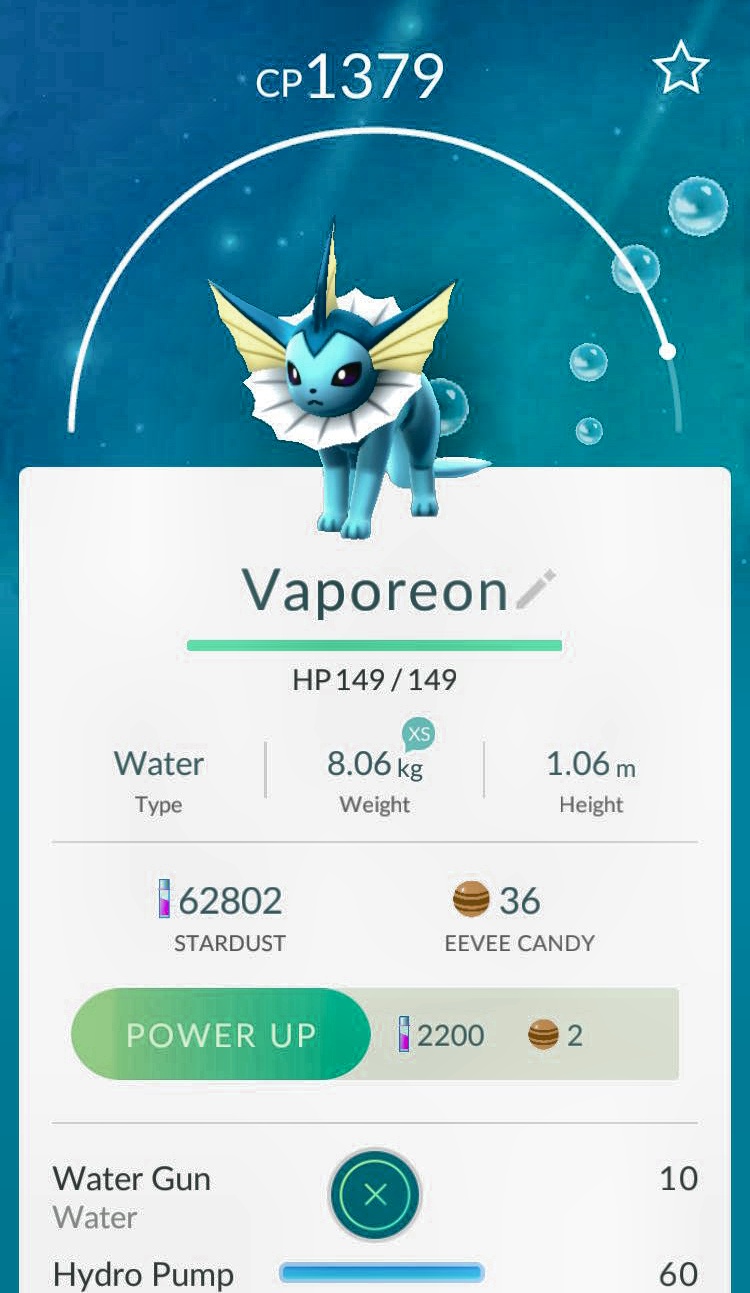 CP1379
Vaporeon
HP 149 / 149
XS
Water 8.06 kg 1.06 m
Type Weight Height
62802 36
STARDUST EEVEE CANDY
POWER UP 2200 2
Water Gun 10
Water
Hydro Pump 60